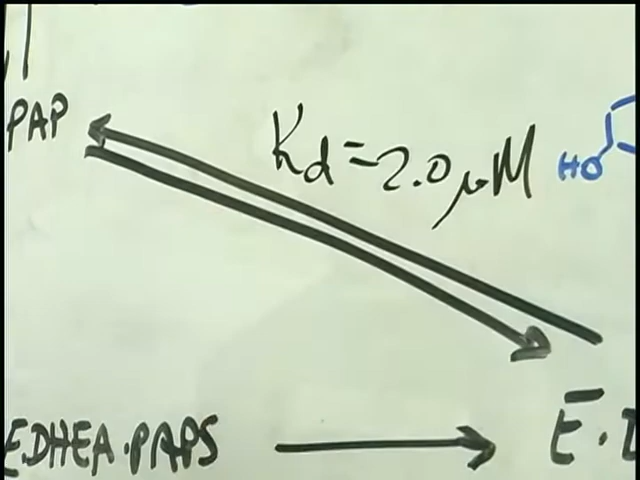 PAP
Kd = 2.0 μM
HO
E·DHEA·PAPS
E·